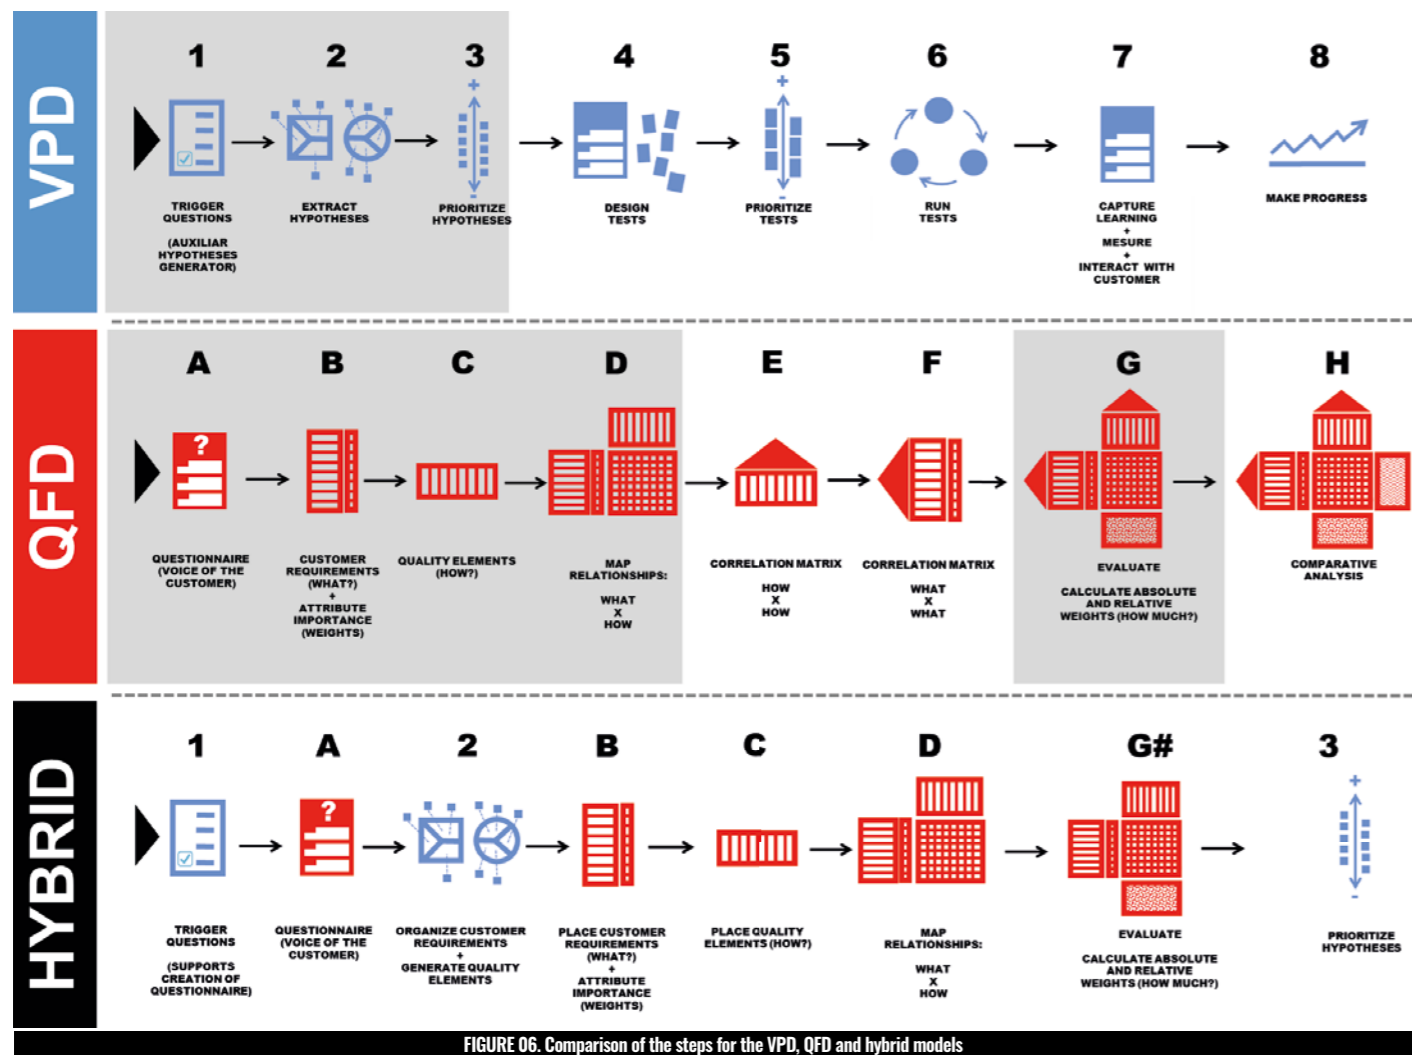 VPD
1
2
3
4
5
6
7
8
+
-
+
-
TRIGGER
QUESTIONS
(AUXILIAR
HYPOTHESES
GENERATOR)
EXTRACT
HYPOTHESES
PRIORITIZE
HYPOTHESES
DESIGN
TESTS
PRIORITIZE
TESTS
RUN
TESTS
CAPTURE
LEARNING
+
MESURE
+
INTERACT WITH
CUSTOMER
MAKE PROGRESS
QFD
A
B
C
D
E
F
G
H
?
QUESTIONNAIRE
(VOICE OF THE
CUSTOMER)
CUSTOMER
REQUIREMENTS
(WHAT?)
+
ATTRIBUTE
IMPORTANCE
(WEIGHTS)
QUALITY ELEMENTS
(HOW?)
MAP
RELATIONSHIPS:
WHAT
X
HOW
CORRELATION MATRIX
HOW
X
HOW
CORRELATION MATRIX
WHAT
X
WHAT
EVALUATE
CALCULATE ABSOLUTE
AND RELATIVE
WEIGHTS (HOW MUCH?)
COMPARATIVE
ANALYSIS
HYBRID
1
A
2
B
C
D
G#
3
?
+
-
TRIGGER
QUESTIONS
(SUPPORTS
CREATION OF
QUESTIONNAIRE)
QUESTIONNAIRE
(VOICE OF THE
CUSTOMER)
ORGANIZE CUSTOMER
REQUIREMENTS
+
GENERATE QUALITY
ELEMENTS
PLACE CUSTOMER
REQUIREMENTS
(WHAT?)
+
ATTRIBUTE
IMPORTANCE
(WEIGHTS)
PLACE QUALITY
ELEMENTS (HOW?)
MAP
RELATIONSHIPS:
WHAT
X
HOW
EVALUATE
CALCULATE ABSOLUTE
AND RELATIVE
WEIGHTS (HOW MUCH?)
PRIORITIZE
HYPOTHESES
FIGURE 06. Comparison of the steps for the VPD, QFD and hybrid models